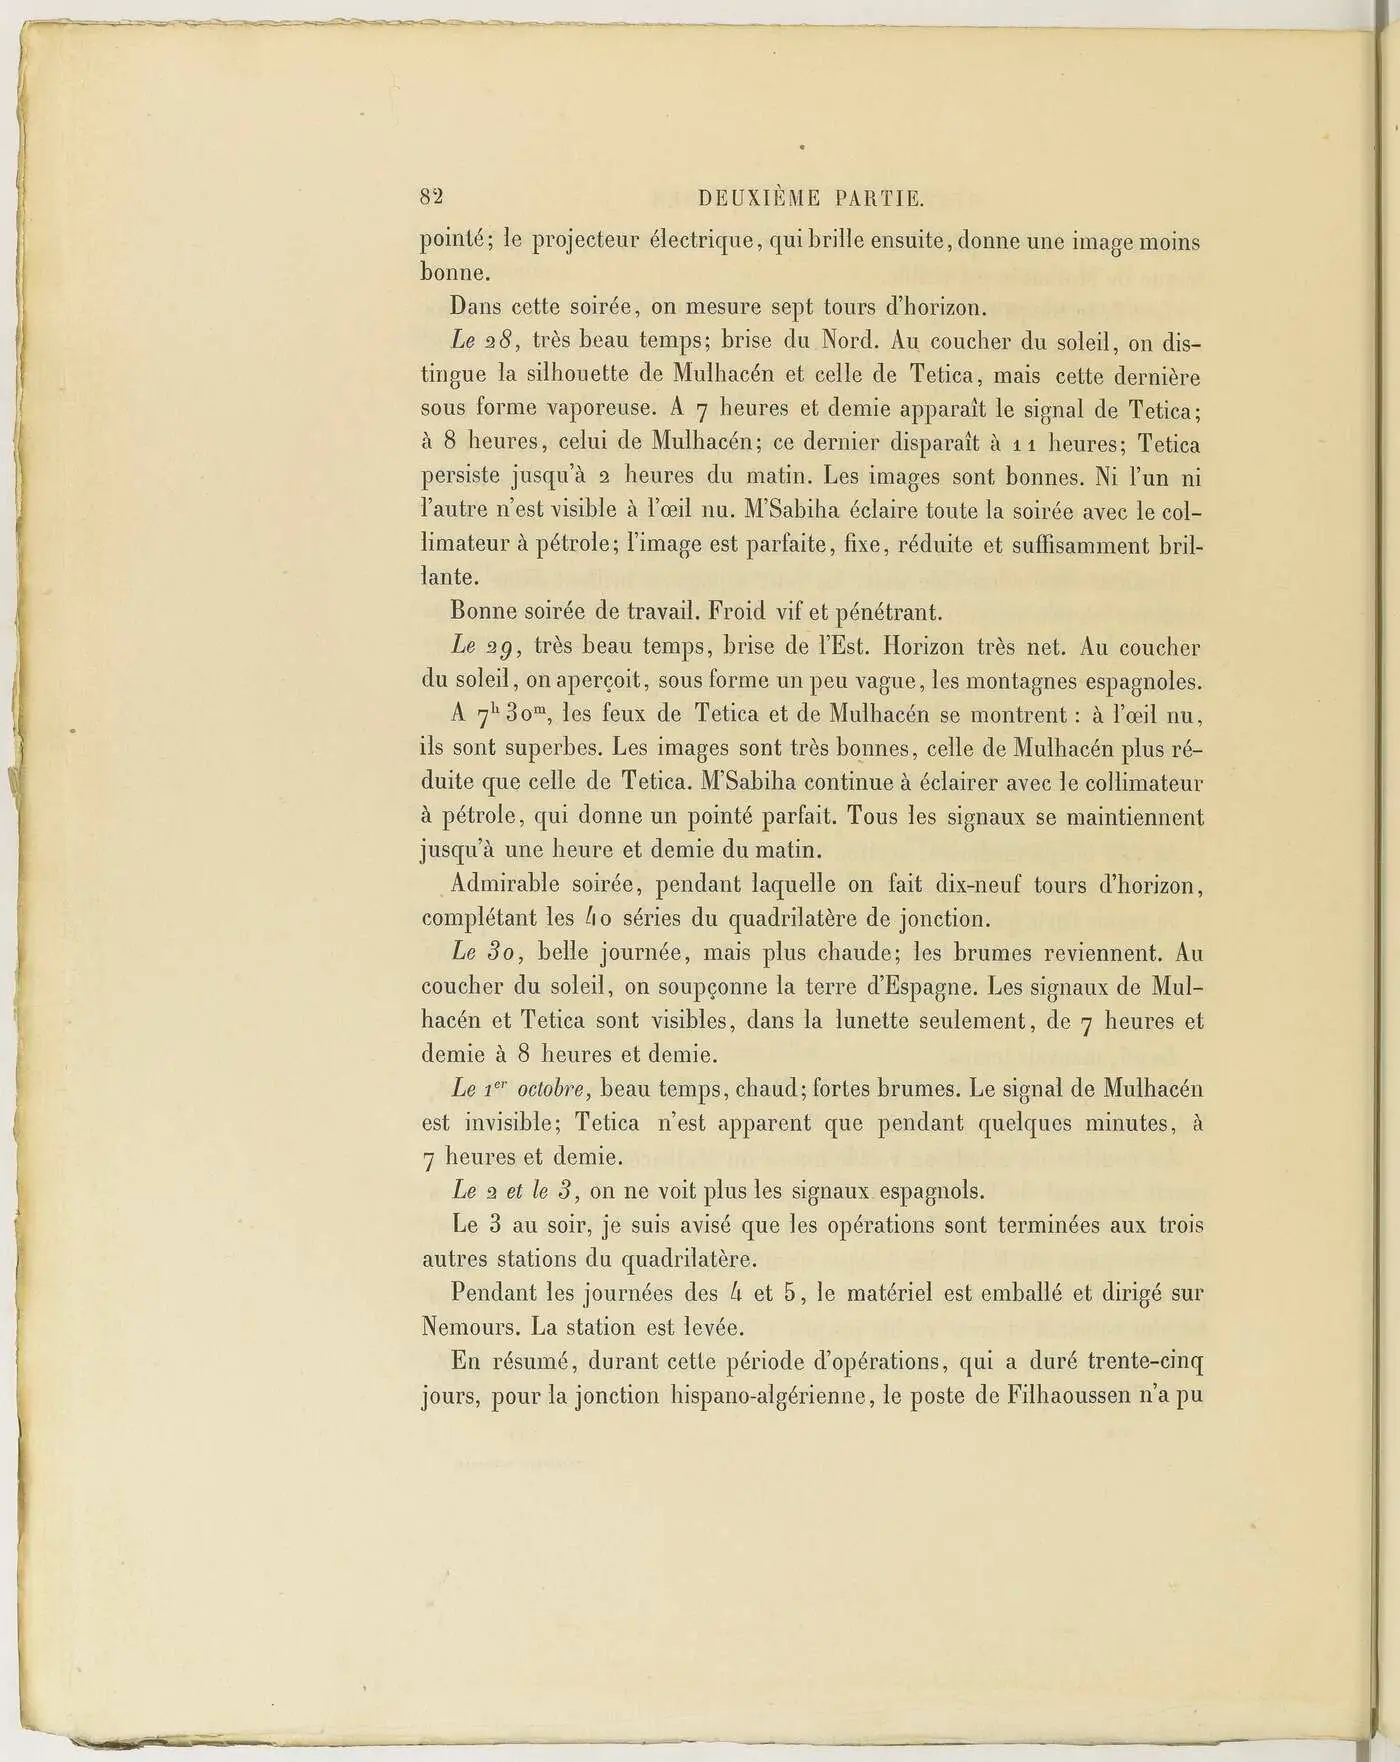 82
DEUXIÈME PARTIE.
pointé; le projecteur électrique, qui brille ensuite, donne une image moins
bonne.
Dans cette soirée, on mesure sept tours d'horizon.
Le 28, très beau temps; brise du Nord. Au coucher du soleil, on dis-
tingue la silhouette de Mulhacén et celle de Tetica, mais cette dernière
sous forme vaporeuse. A 7 heures et demie apparaît le signal de Tetica;
à 8 heures, celui de Mulhacén; ce dernier disparaît à 11 heures; Tetica
persiste jusqu'à 2 heures du matin. Les images sont bonnes. Ni l'un ni
l'autre n'est visible à l'œil nu. M'Sabiha éclaire toute la soirée avec le col-
limateur à pétrole; l'image est parfaite, fixe, réduite et suffisamment bril-
lante.
Bonne soirée de travail. Froid vif et pénétrant.
Le 29, très beau temps, brise de l'Est. Horizon très net. Au coucher
du soleil, on aperçoit, sous forme un peu vague, les montagnes espagnoles.
A 7ʰ 30ᵐ, les feux de Tetica et de Mulhacén se montrent : à l'œil nu,
ils sont superbes. Les images sont très bonnes, celle de Mulhacén plus ré-
duite que celle de Tetica. M'Sabiha continue à éclairer avec le collimateur
à pétrole, qui donne un pointé parfait. Tous les signaux se maintiennent
jusqu'à une heure et demie du matin.
Admirable soirée, pendant laquelle on fait dix-neuf tours d'horizon,
complétant les 40 séries du quadrilatère de jonction.
Le 30, belle journée, mais plus chaude; les brumes reviennent. Au
coucher du soleil, on soupçonne la terre d'Espagne. Les signaux de Mul-
hacén et Tetica sont visibles, dans la lunette seulement, de 7 heures et
demie à 8 heures et demie.
Le 1er octobre, beau temps, chaud; fortes brumes. Le signal de Mulhacén
est invisible; Tetica n'est apparent que pendant quelques minutes, à
7 heures et demie.
Le 2 et le 3, on ne voit plus les signaux espagnols.
Le 3 au soir, je suis avisé que les opérations sont terminées aux trois
autres stations du quadrilatère.
Pendant les journées des 4 et 5, le matériel est emballé et dirigé sur
Nemours. La station est levée.
En résumé, durant cette période d'opérations, qui a duré trente-cinq
jours, pour la jonction hispano-algérienne, le poste de Filhaoussen n'a pu